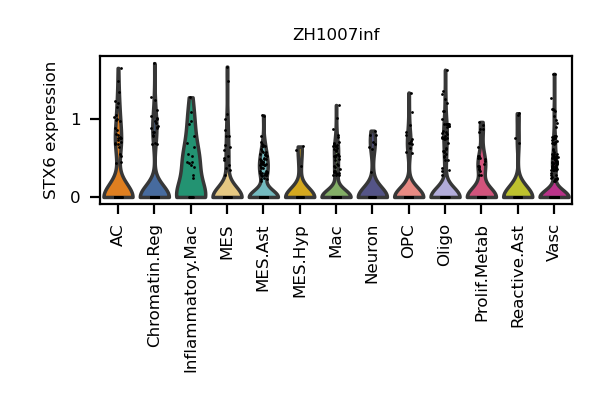 ZH1007inf
STX6 expression
1
0
AC
Chromatin.Reg
Inflammatory.Mac
MES
MES.Ast
MES.Hyp
Mac
Neuron
OPC
Oligo
Prolif.Metab
Reactive.Ast
Vasc